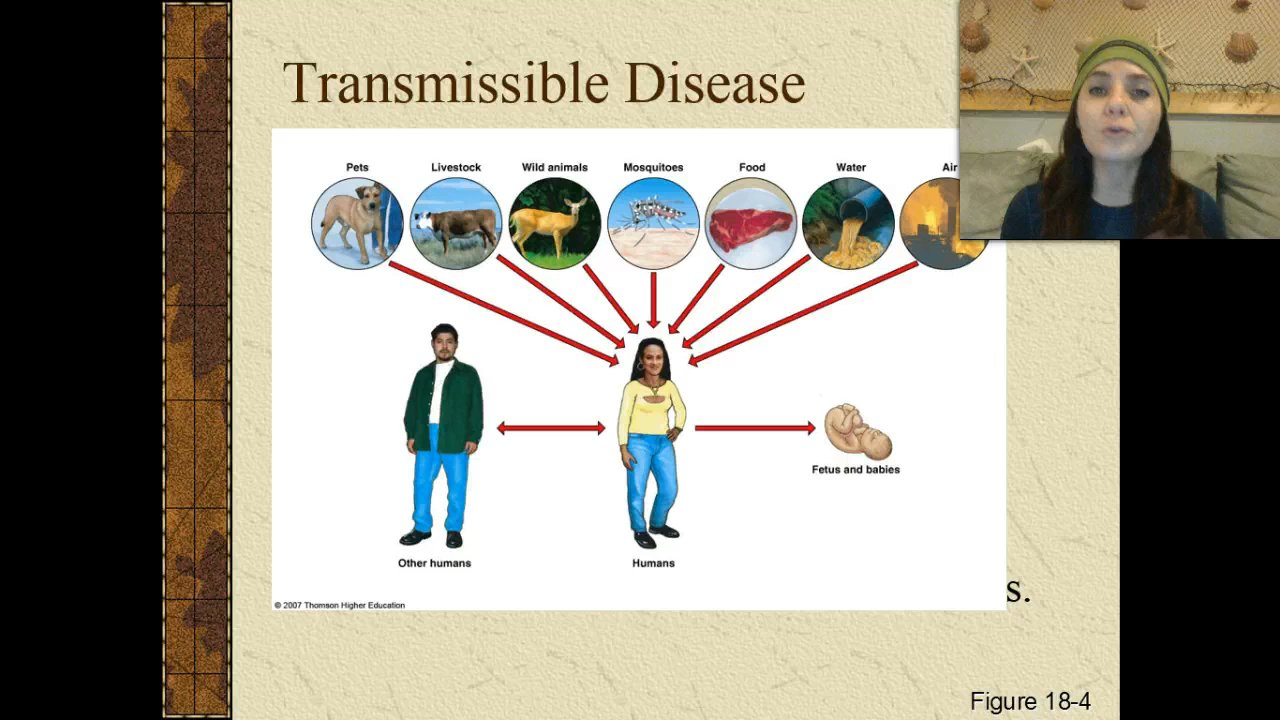 Transmissible Disease
Pets Livestock Wild animals Mosquitoes Food Water Air
Fetus and babies
Other humans Humans
s.
© 2007 Thomson Higher Education
Figure 18-4